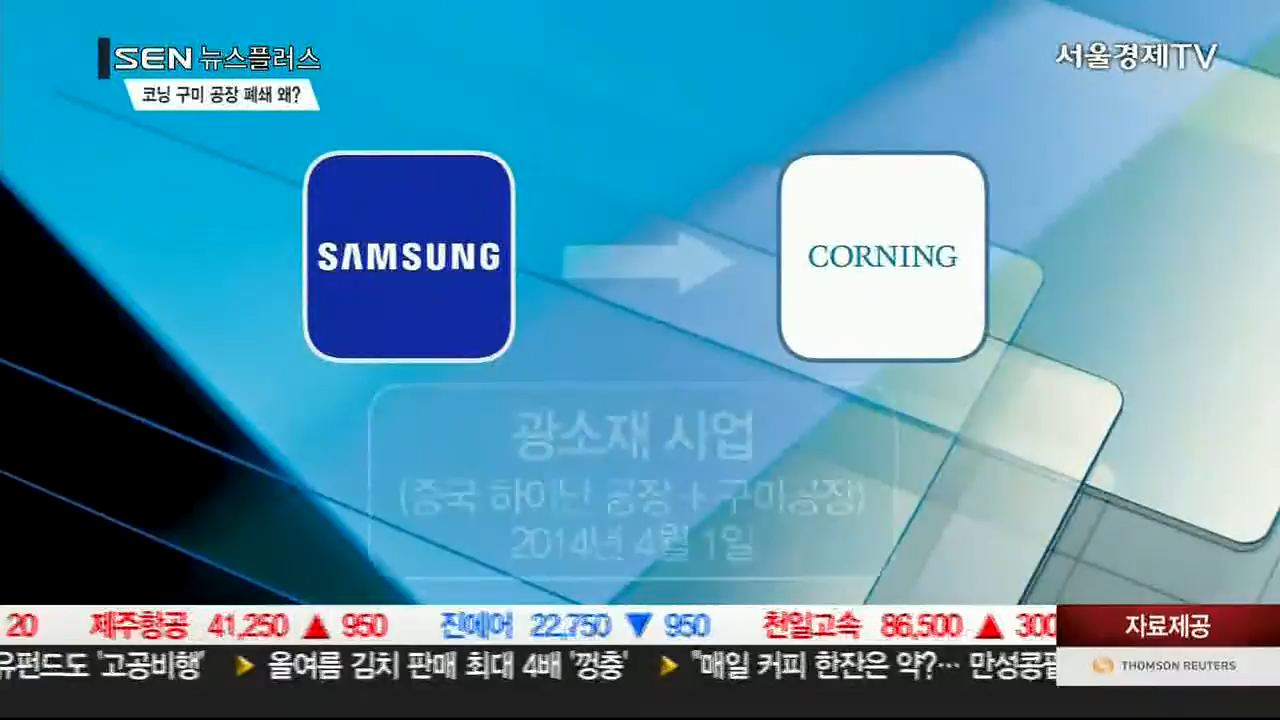 SEN 뉴스플러스
서울경제TV
코닝 구미 공장 폐쇄 왜?
SAMSUNG
CORNING
광소재 사업
(중국 하이난 공장 + 구미공장)
2014년 4월 1일
20 제주항공 41,250 ▲ 950 진에어 22,750 ▼ 950 천일고속 86,500 ▲ 300
자료제공
유펀드도 '고공비행' ▶ 올여름 김치 판매 최대 4배 '껑충' ▶ "매일 커피 한잔은 약?… 만성콩팥
THOMSON REUTERS